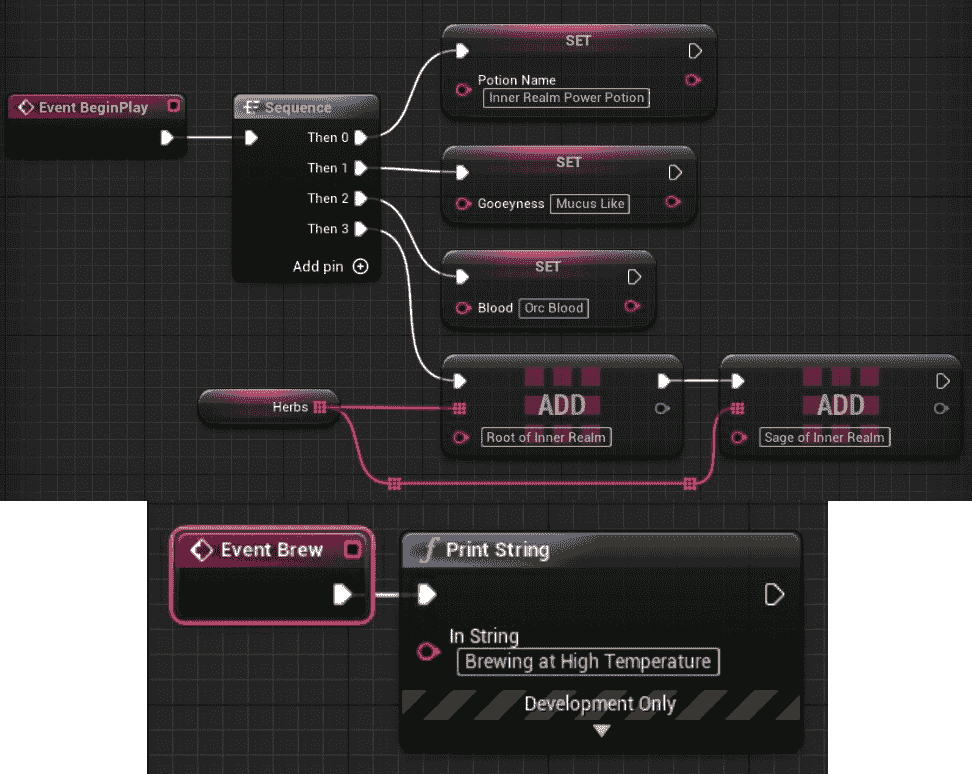 SET
Potion Name
Inner Realm Power Potion
Event BeginPlay
Sequence
Then 0
Then 1
Then 2
Then 3
Add pin
SET
Gooeyness Mucus Like
SET
Blood Orc Blood
Herbs
ADD
Root of Inner Realm
ADD
Sage of Inner Realm
Event Brew
Print String
In String
Brewing at High Temperature
Development Only